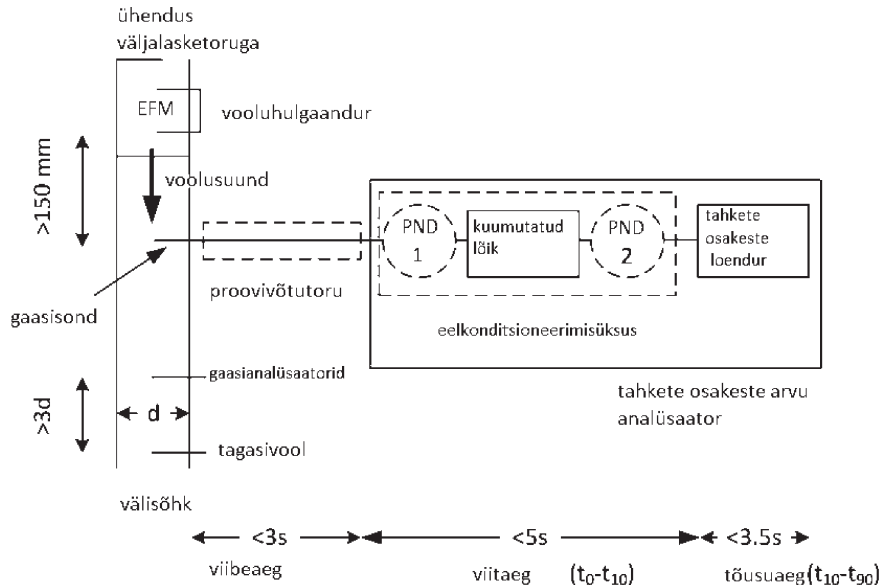 ühendus
väljalasketoruga
EFM
vooluhulgaandur
>150 mm
voolusuund
PND
1
kuumutatud
lõik
PND
2
tahkete
osakeste
loendur
gaasisond
proovivõtutoru
eelkonditsioneerimisüksus
gaasianalüsaatorid
tahkete osakeste arvu
analüsaator
>3d
d
tagasivool
välisõhk
<3s
<5s
<3.5s
viibeaeg
viitaeg (t0-t10)
tõusuaeg(t10-t90)